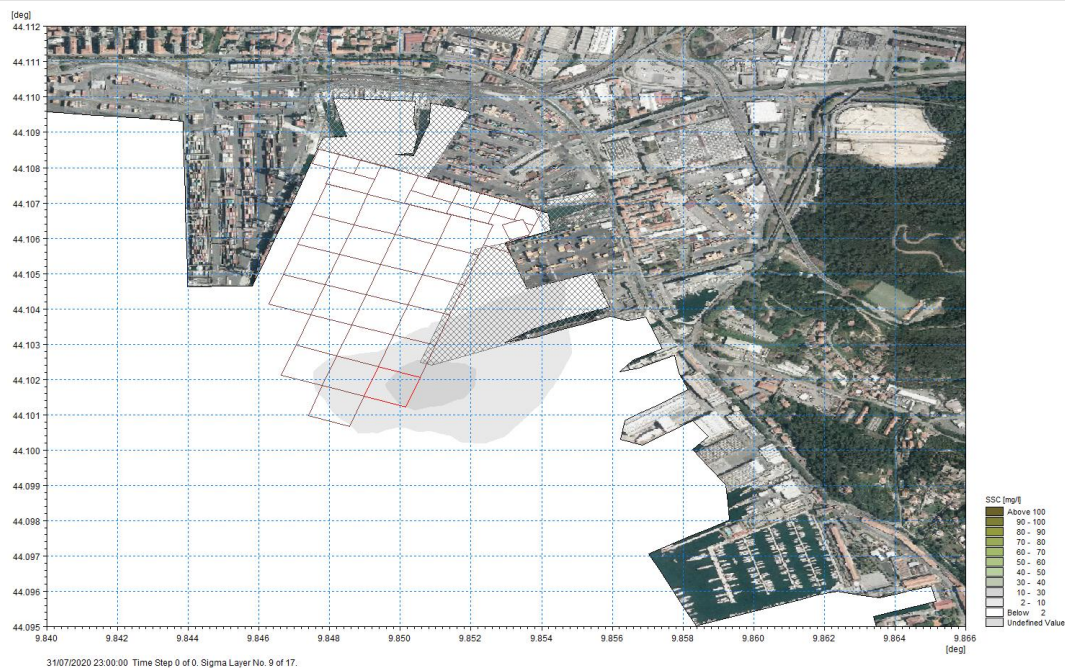 [deg]
44.112
44.111
44.110
44.109
44.108
44.107
44.106
44.105
44.104
44.103
44.102
44.101
44.100
44.099
44.098
44.097
44.096
44.095
9.840 9.842 9.844 9.846 9.848 9.850 9.852 9.854 9.856 9.858 9.860 9.862 9.864 9.866
[deg]
SSC [mg/l]
Above 100
90 - 100
80 - 90
70 - 80
60 - 70
50 - 60
40 - 50
30 - 40
10 - 30
2 - 10
Below 2
Undefined Value
31/07/2020 23:00:00 Time Step 0 of 0. Sigma Layer No. 9 of 17.